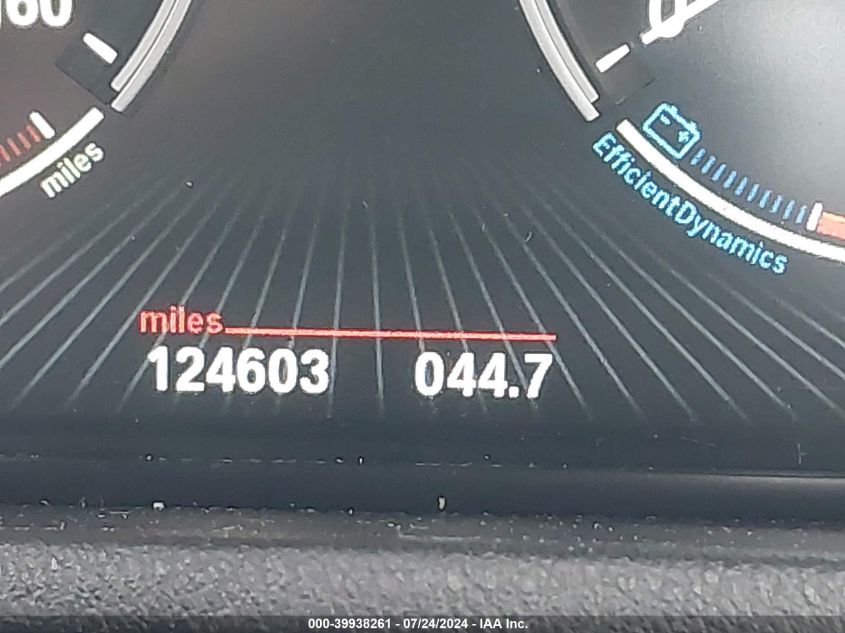 miles
EfficientDynamics
miles
124603 044.7
000-39938261 - 07/24/2024 - IAA Inc.